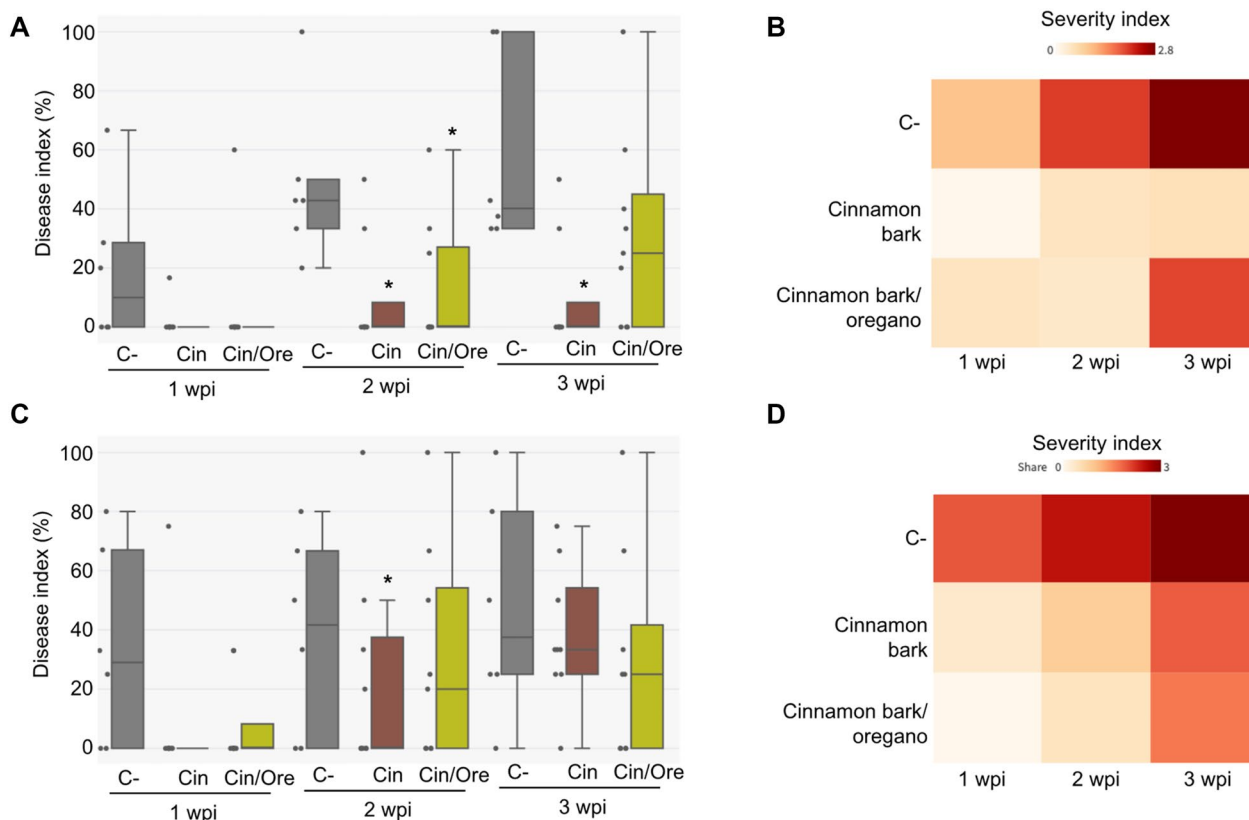 A
Disease index (%)
100
80
60
40
20
0
*
*
*
C- Cin Cin/Ore C- Cin Cin/Ore C- Cin Cin/Ore
1 wpi 2 wpi 3 wpi
B
Severity index
0 2.8
C-
Cinnamon
bark
Cinnamon bark/
oregano
1 wpi 2 wpi 3 wpi
C
Disease index (%)
100
80
60
40
20
0
*
C- Cin Cin/Ore C- Cin Cin/Ore C- Cin Cin/Ore
1 wpi 2 wpi 3 wpi
D
Severity index
Share 0 3
C-
Cinnamon
bark
Cinnamon bark/
oregano
1 wpi 2 wpi 3 wpi